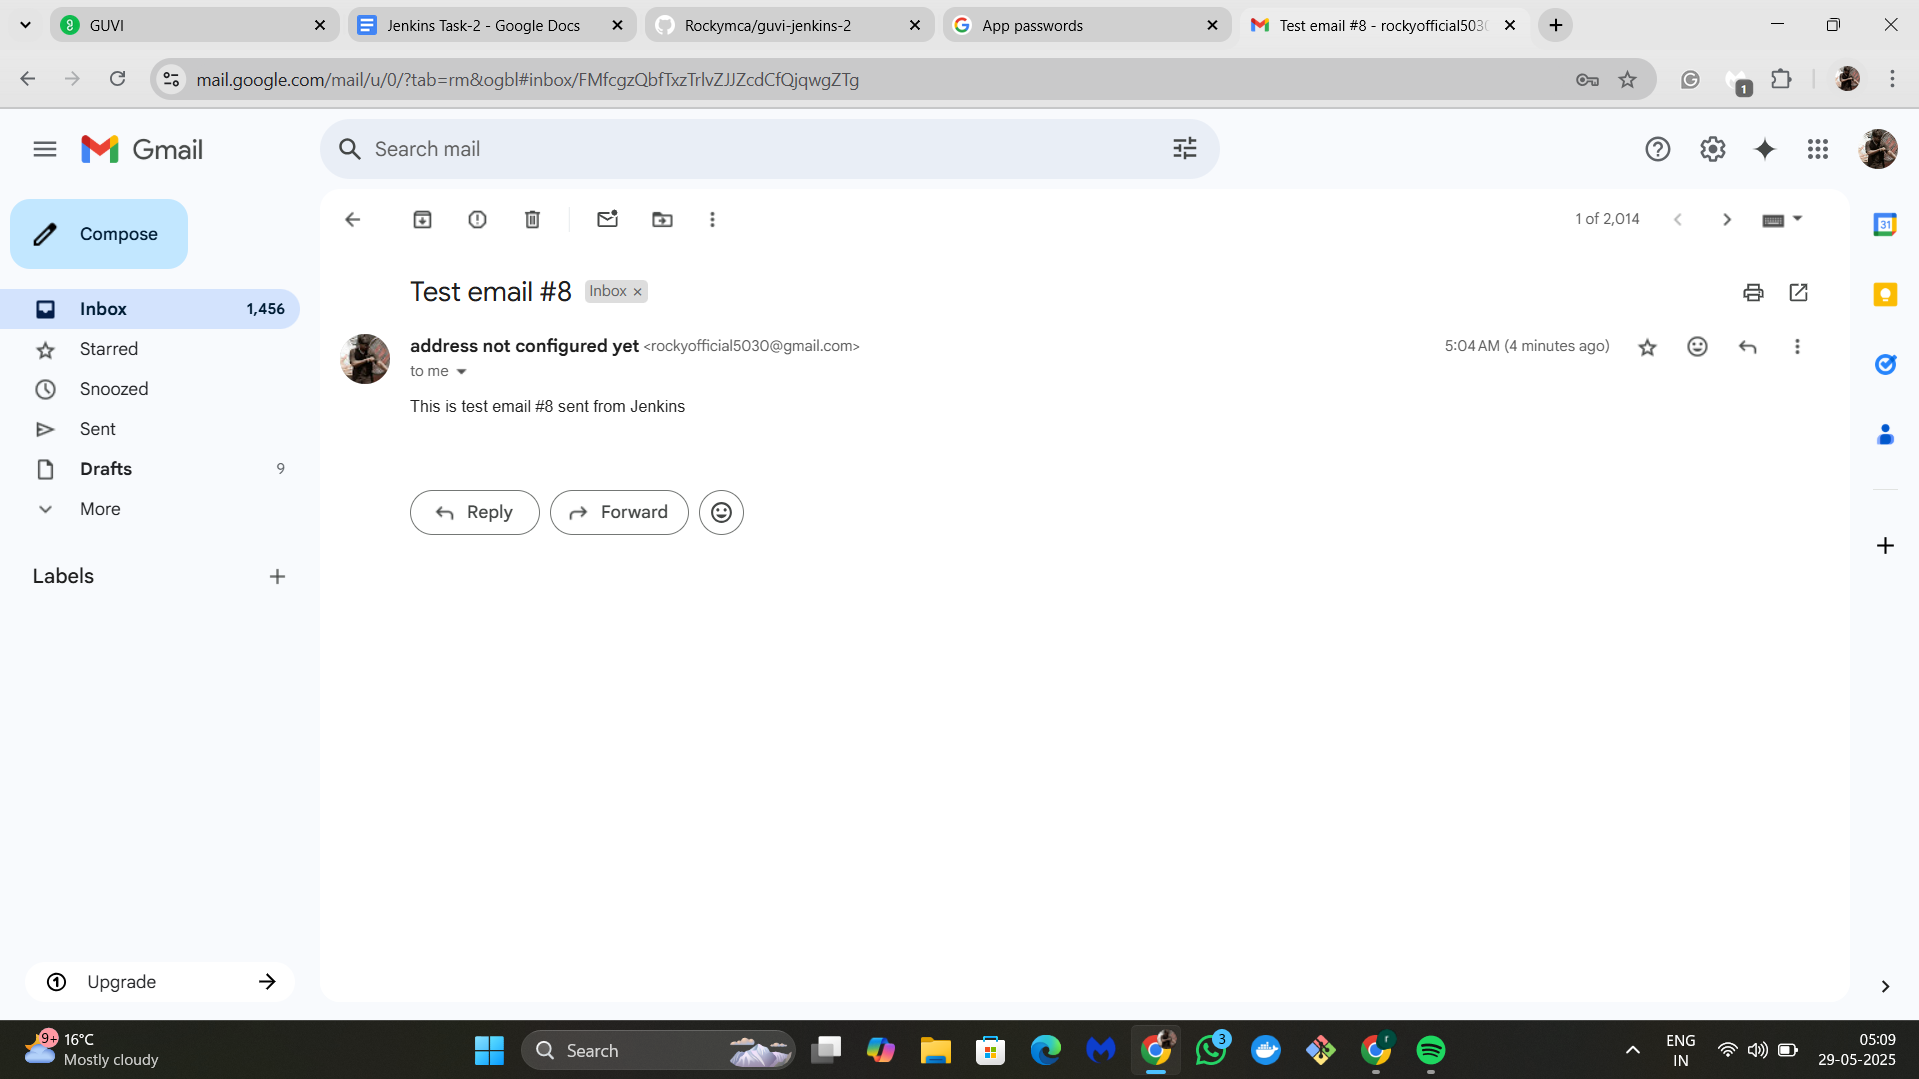 GUVI
Jenkins Task-2 - Google Docs
Rockymca/guvi-jenkins-2
App passwords
Test email #8 - rockyofficial503
mail.google.com/mail/u/0/?tab=rm&ogbl#inbox/FMfcgzQbfTxzTrlvZJJZcdCfQjqwgZTg
1
Gmail
Search mail
Compose
1 of 2,014
31
Test email #8
Inbox ×
Inbox 1,456
Starred
Snoozed
Sent
Drafts 9
More
Labels
address not configured yet <rockyofficial5030@gmail.com>
5:04 AM (4 minutes ago)
to me
This is test email #8 sent from Jenkins
Reply
Forward
Upgrade
9+
16°C
Mostly cloudy
Search
3
r
ENG
IN
05:09
29-05-2025